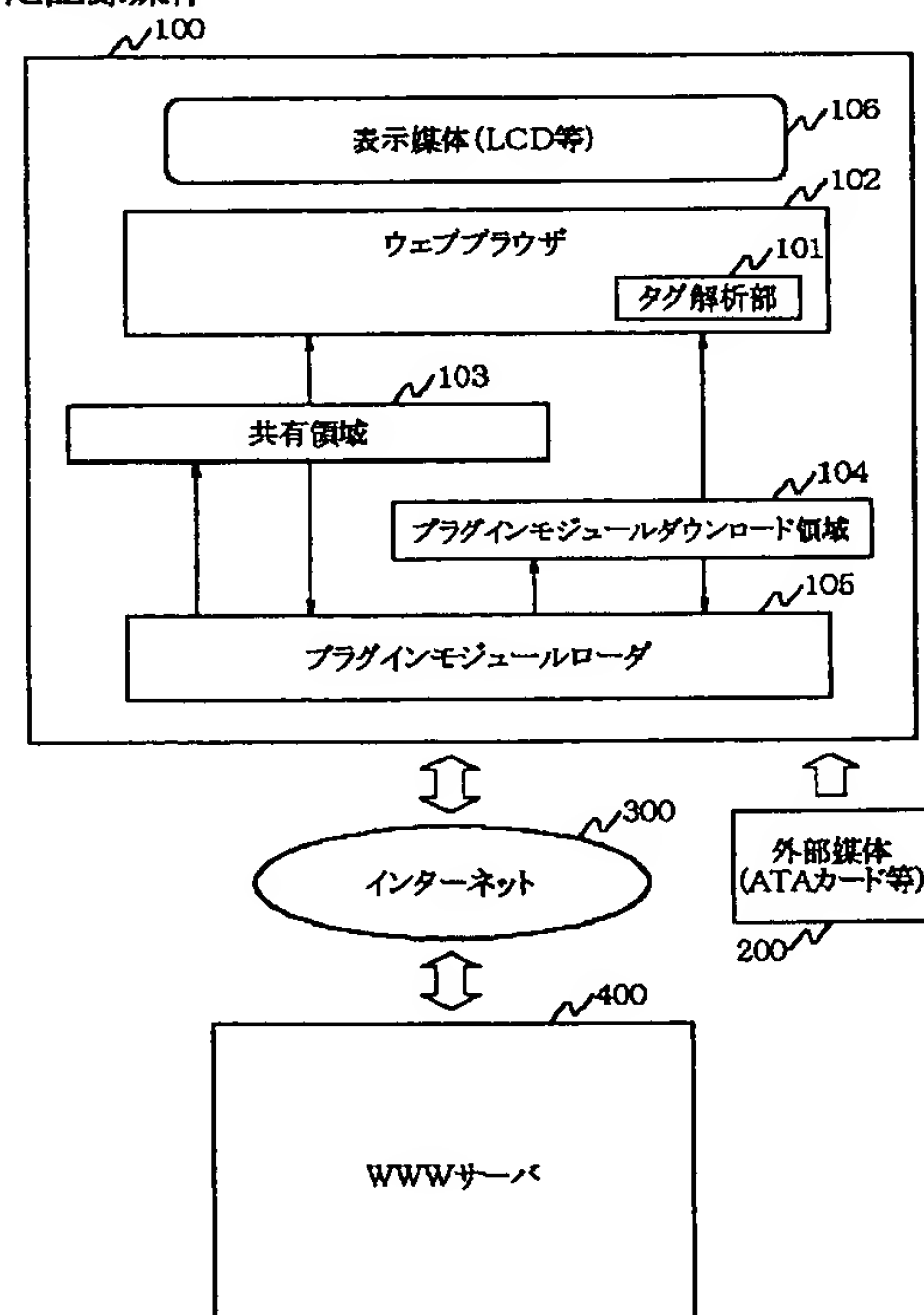 100
表示媒体(LCD等)
106
102
ウェブブラウザ
101
タグ解析部
103
共有領域
104
プラグインモジュールダウンロード領域
105
プラグインモジュールローダ
300
インターネット
外部媒体
(ATAカード等)
200
400
WWWサーバ